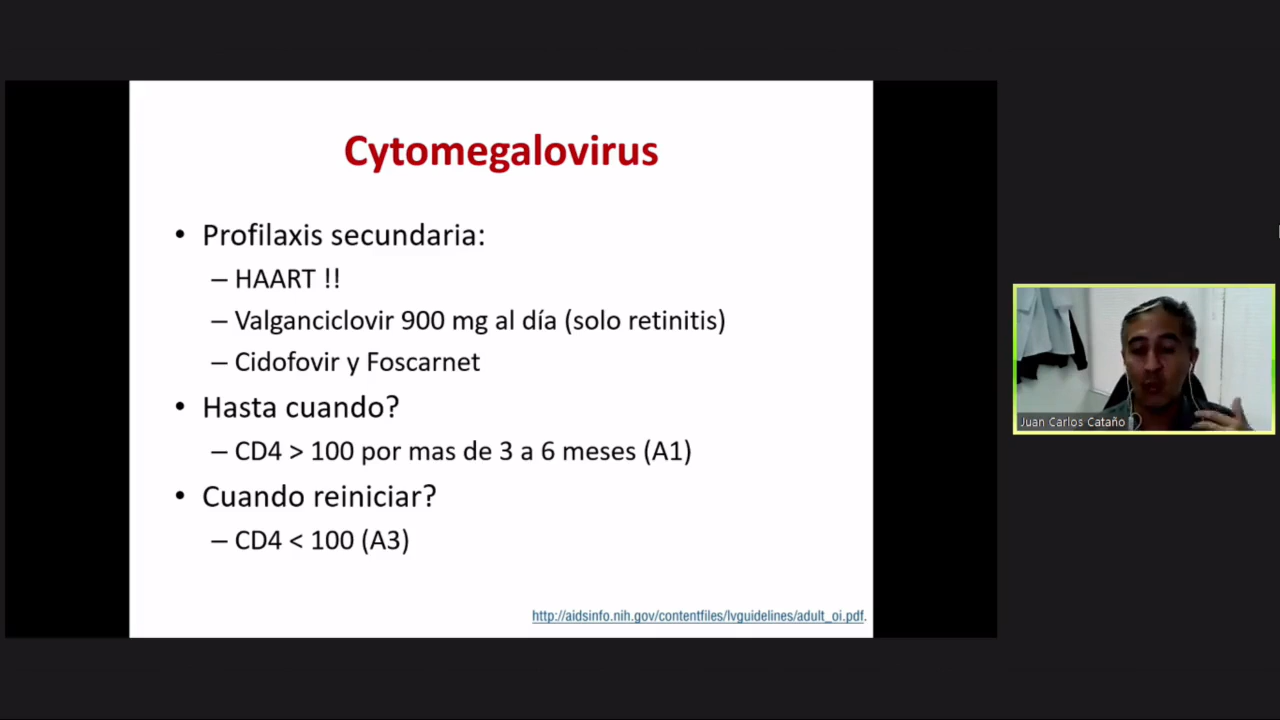 Cytomegalovirus
• Profilaxis secundaria:
– HAART !!
– Valganciclovir 900 mg al día (solo retinitis)
– Cidofovir y Foscarnet
• Hasta cuando?
– CD4 > 100 por mas de 3 a 6 meses (A1)
• Cuando reiniciar?
– CD4 < 100 (A3)
http://aidsinfo.nih.gov/contentfiles/lvguidelines/adult_oi.pdf.
Juan Carlos Cataño